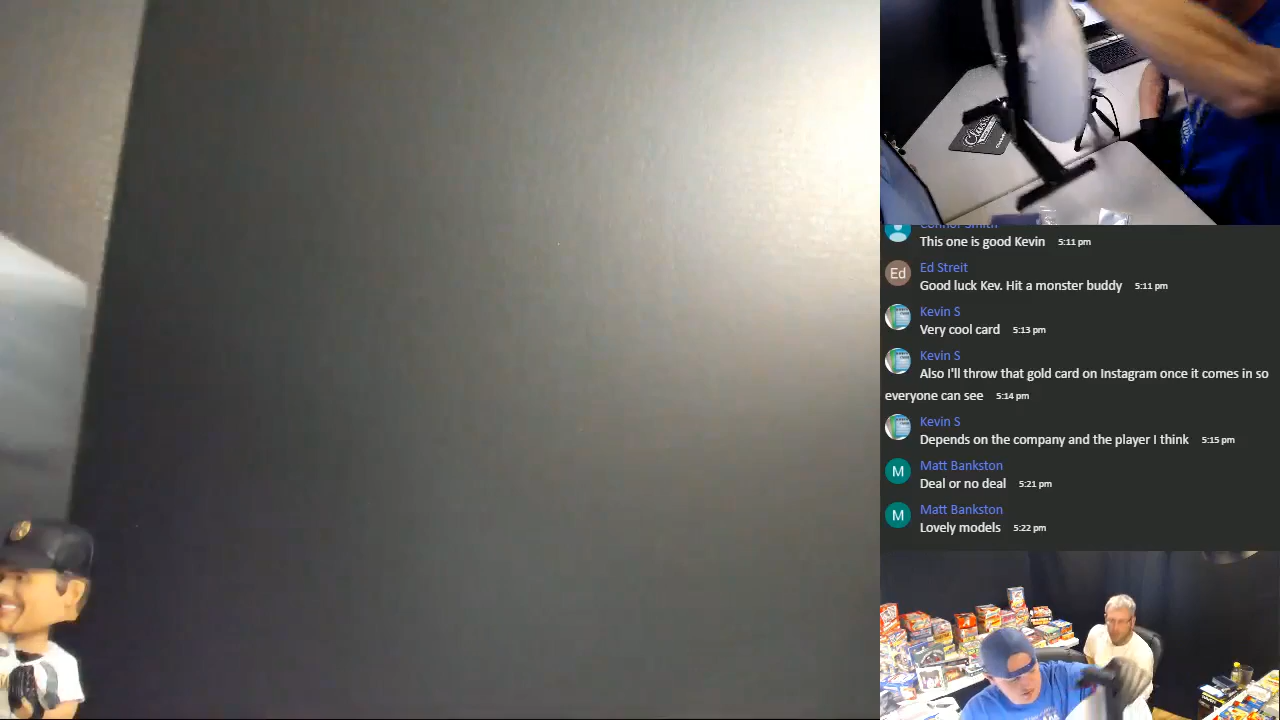 Connor Smith
This one is good Kevin 5:11 pm
Ed Ed Streit
Good luck Kev. Hit a monster buddy 5:11 pm
Kevin S
Very cool card 5:13 pm
Kevin S
Also I'll throw that gold card on Instagram once it comes in so
everyone can see 5:14 pm
Kevin S
Depends on the company and the player I think 5:15 pm
M Matt Bankston
Deal or no deal 5:21 pm
M Matt Bankston
Lovely models 5:22 pm